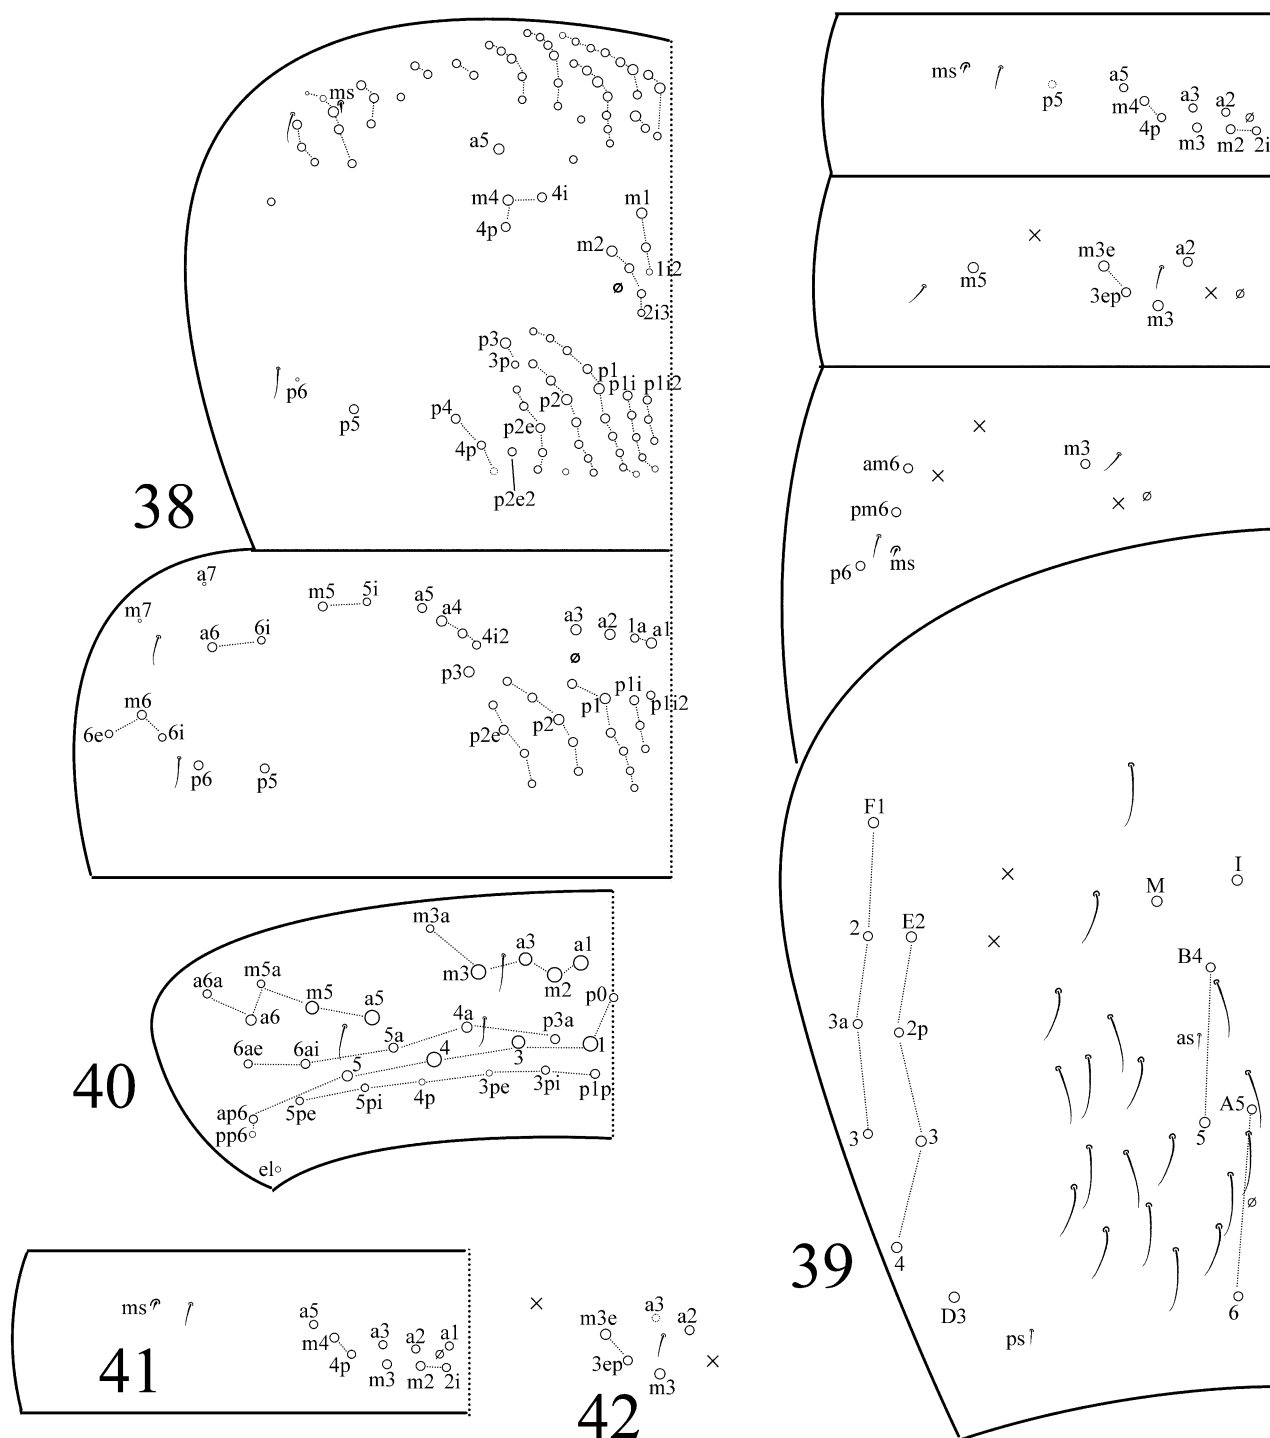 ms
a5
m4 4i
4p
m1
m2
1i2
ø
2i3
p3
3p
p1
p1i p1i2
p6
p5
p4
p2
4p
p2e
p2e2
38
a7
m5 5i
m7
a6 6i
a5
a4
4i2
a3 a2 1a a1
ø
p3
m6
6e 6i
p1i
p1 p1i2
p2e p2
p6 p5
m3a
a6a m5a
m5 a5
a6
m3 a3 a1
m2
p0
4a
p3a
6ae 6ai 5a
5 4 3 1
ap6
5pe 5pi 4p 3pe 3pi p1p
pp6
el
40
ms
a5
m4
4p
a3 a2 a1
ø
m3 m2 2i
41
a3
m3e a2
3ep
m3
42
ms
p5
a5
m4
4p
a3 a2
ø
m3 m2 2i
m5
m3e a2
3ep
m3
ø
am6
m3
pm6
ø
ms
p6
F1
I
M
2 E2
B4
3a 2p
as
A5
3 3 5
ø
4
D3
6
ps
39